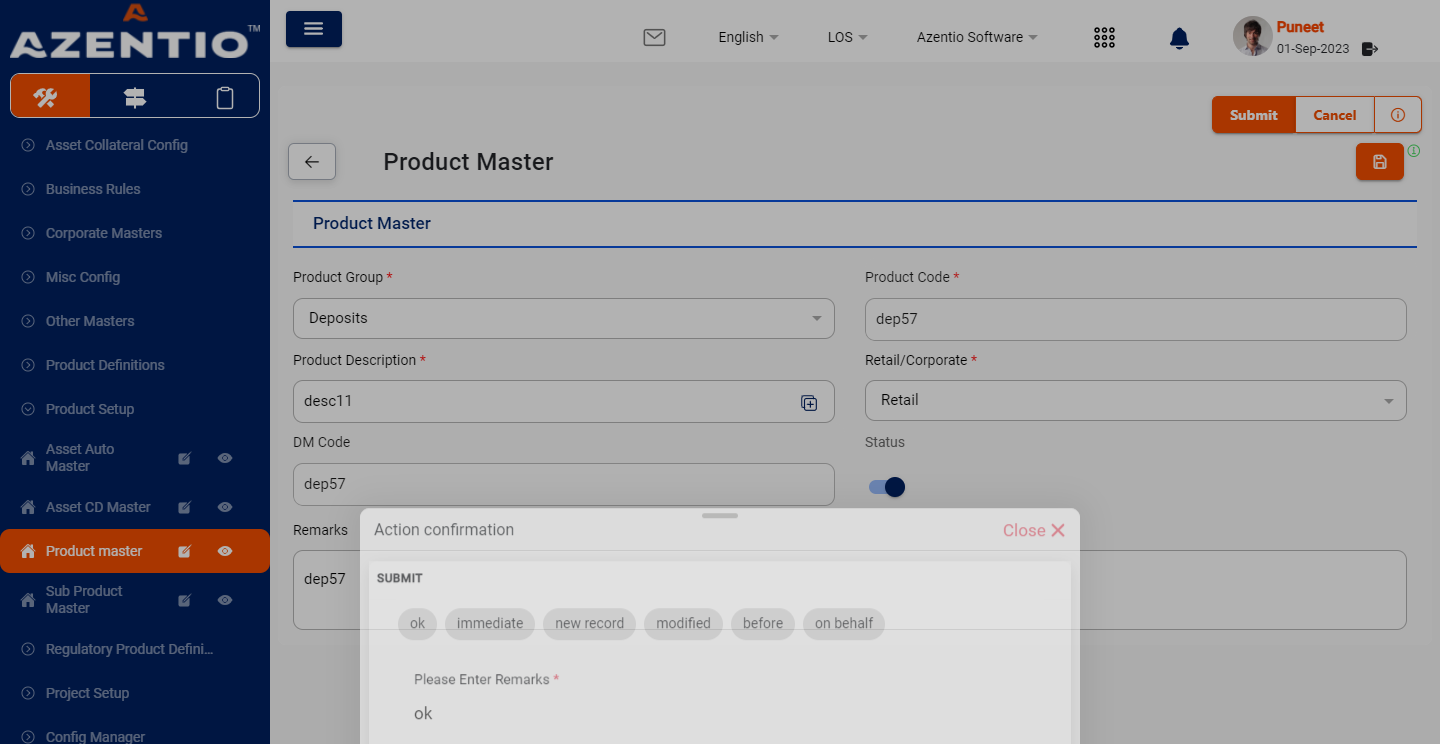 AZENTIO™
English
LOS
Azentio Software
Puneet
01-Sep-2023
Asset Collateral Config
Business Rules
Corporate Masters
Misc Config
Other Masters
Product Definitions
Product Setup
Asset Auto
Master
Asset CD Master
Product master
Sub Product
Master
Regulatory Product Defini...
Project Setup
Config Manager
Submit
Cancel
Product Master
Product Master
Product Group *
Product Code *
Deposits
dep57
Product Description *
Retail/Corporate *
desc11
Retail
DM Code
Status
dep57
Remarks
dep57
Action confirmation
Close
SUBMIT
ok
immediate
new record
modified
before
on behalf
Please Enter Remarks *
ok